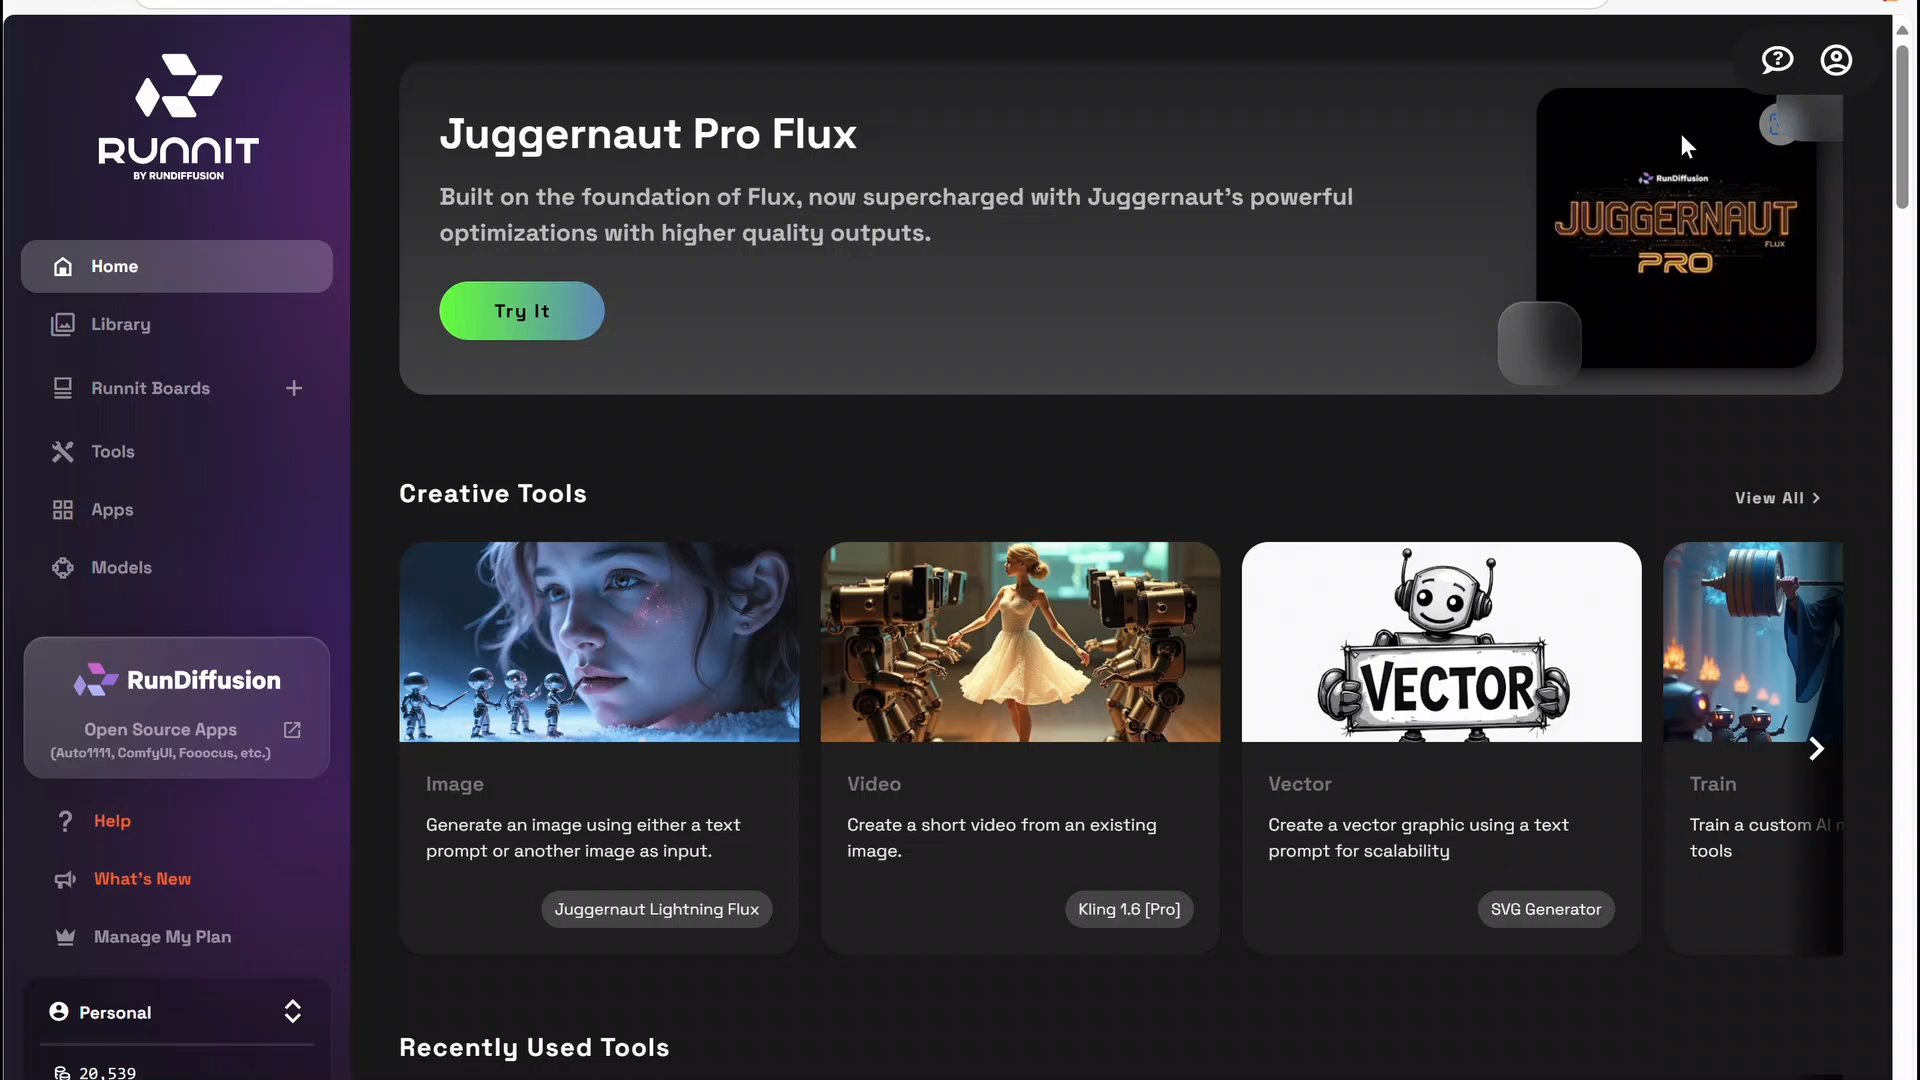 RUNNIT
BY RUNDIFFUSION
Home
Library
Runnit Boards
Tools
Apps
Models
RunDiffusion
Open Source Apps
(Auto1111, ComfyUI, Fooocus, etc.)
Help
What's New
Manage My Plan
Personal
20,539
Juggernaut Pro Flux
Built on the foundation of Flux, now supercharged with Juggernaut's powerful
optimizations with higher quality outputs.
Try It
RunDiffusion
JUGGERNAUT
FLUX
PRO
Creative Tools
View All
VECTOR
Image
Generate an image using either a text
prompt or another image as input.
Juggernaut Lightning Flux
Video
Create a short video from an existing
image.
Kling 1.6 [Pro]
Vector
Create a vector graphic using a text
prompt for scalability
SVG Generator
Train
Train a custom AI
tools
Recently Used Tools